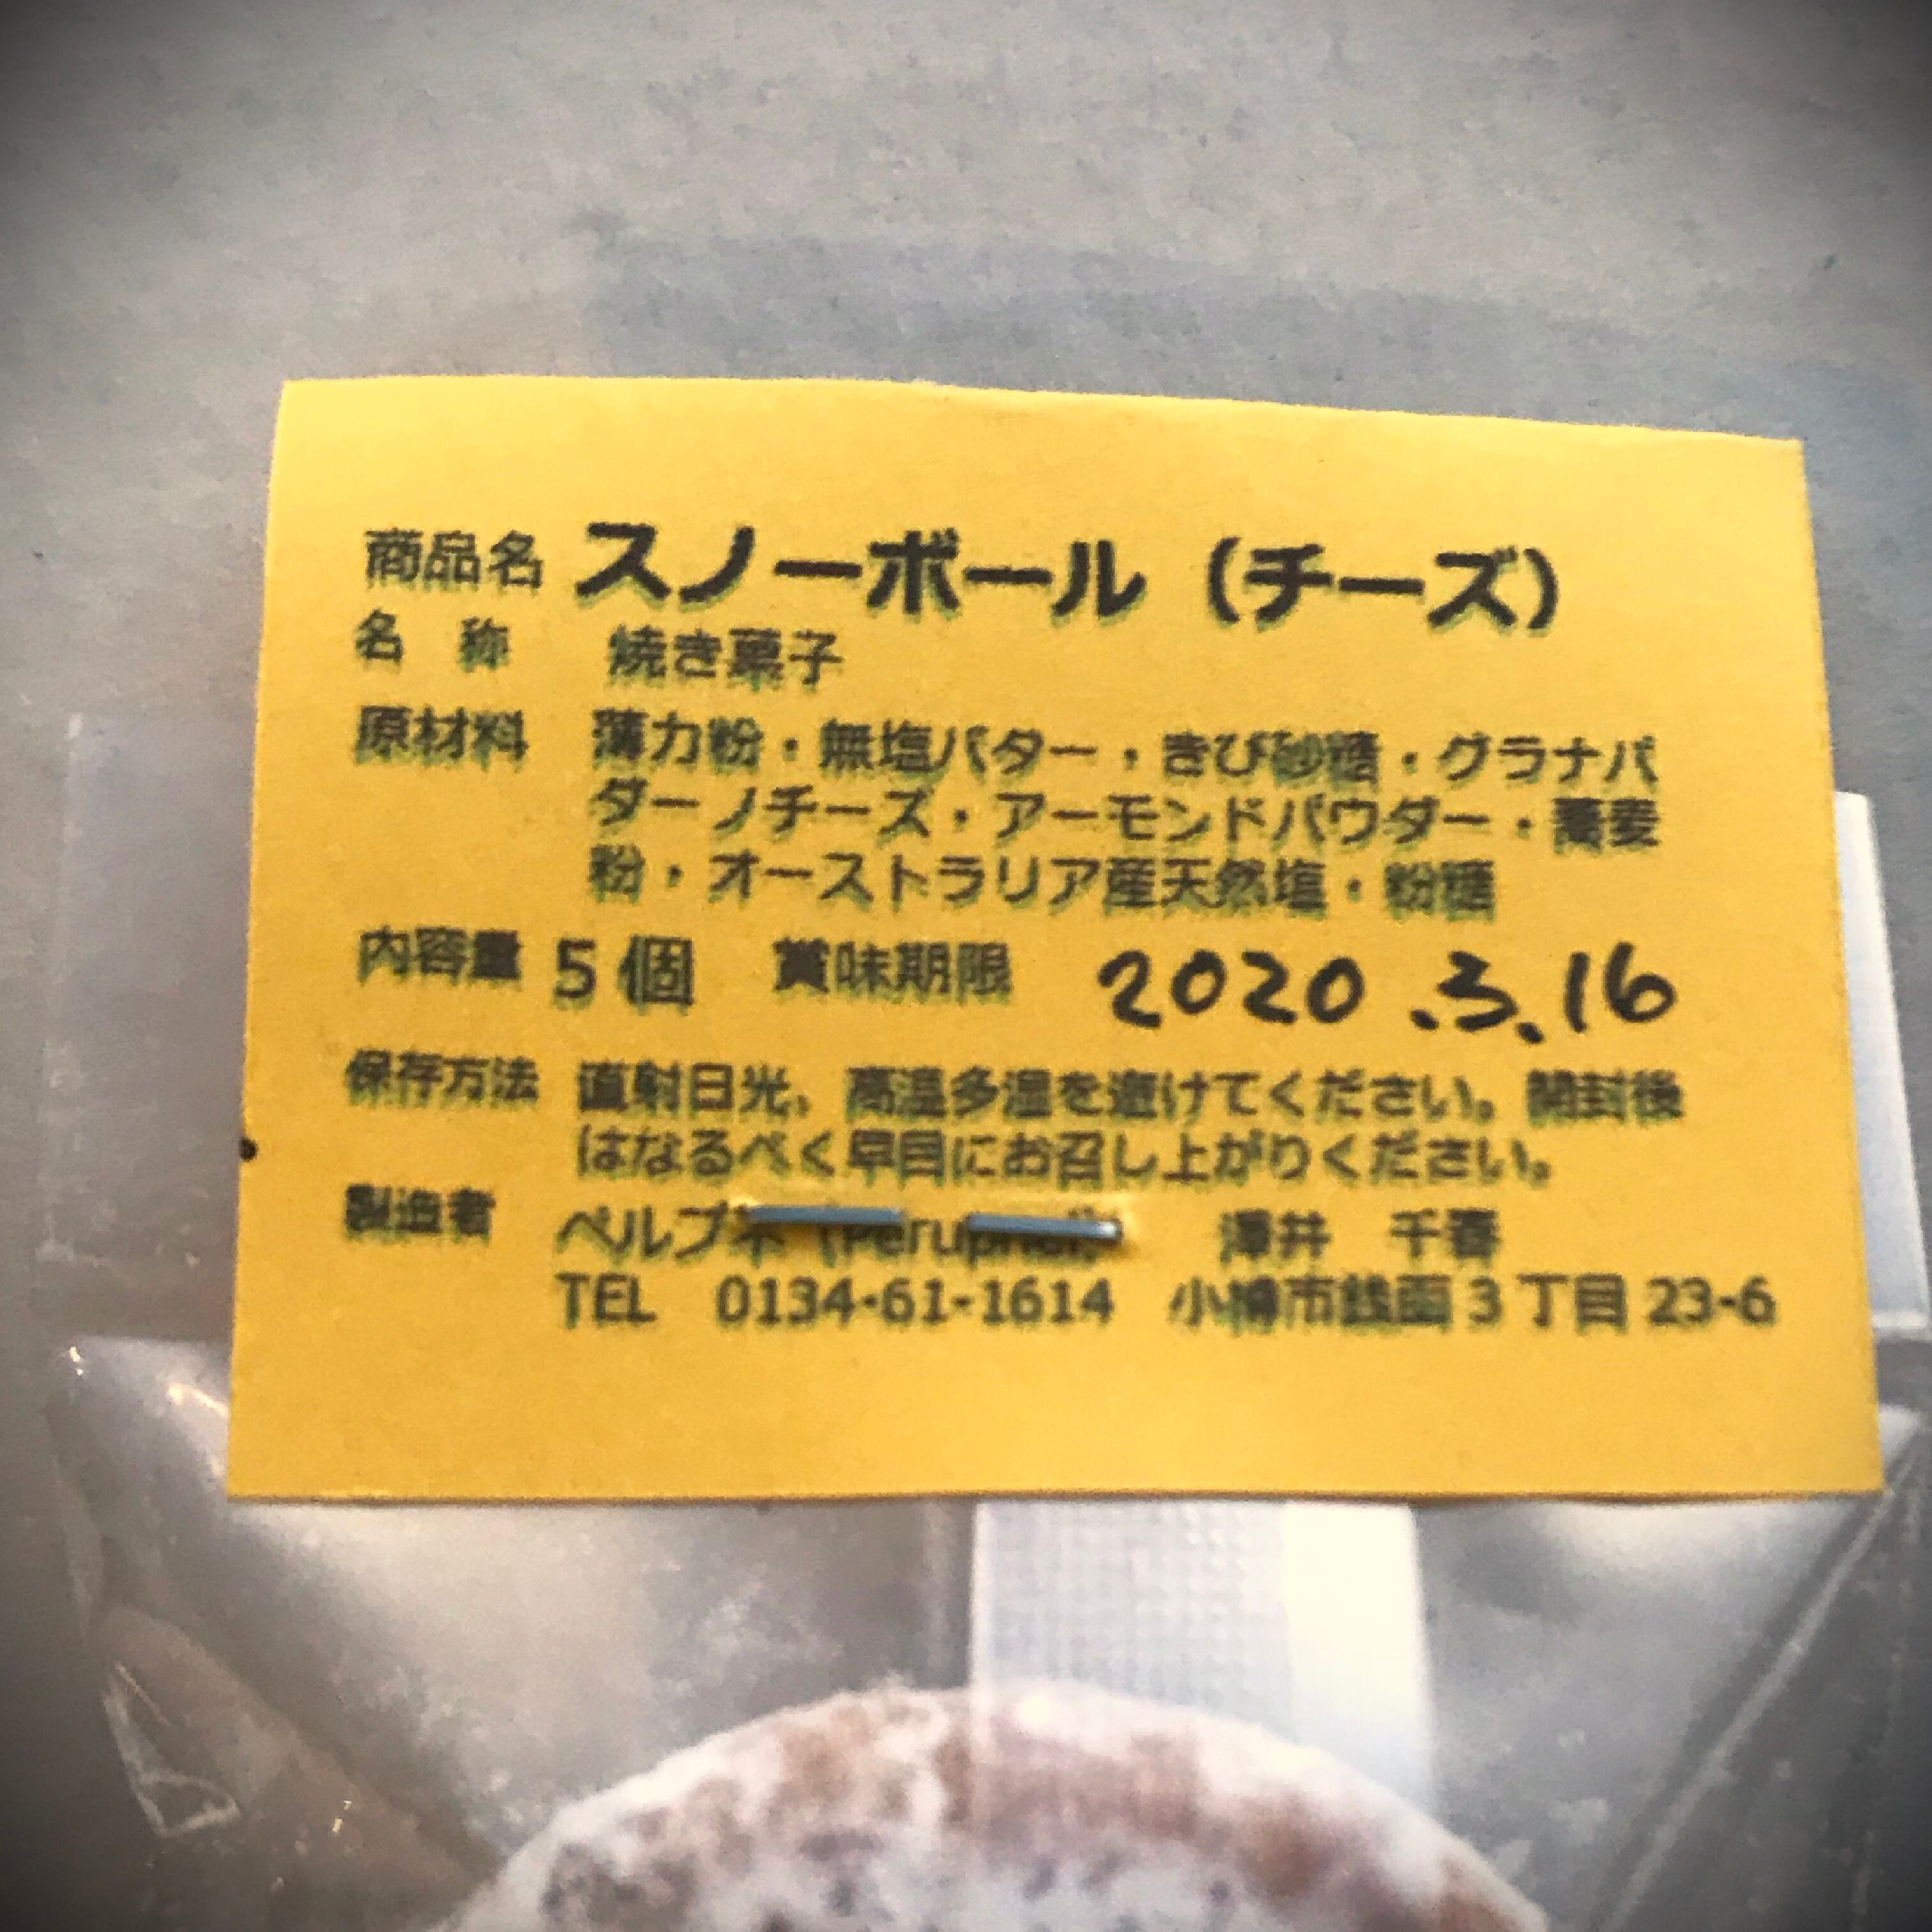 商品名 スノーボール（チーズ）
名　称　焼き菓子
原材料　薄力粉・無塩バター・きび砂糖・グラナパ
ダーノチーズ・アーモンドパウダー・蕎麦
粉・オーストラリア産天然塩・粉糖
内容量 5個　賞味期限　2020.3.16
保存方法 直射日光、高温多湿を避けてください。開封後
はなるべく早目にお召し上がりください。
製造者　ペルプネ　澤井　千春
TEL　0134-61-1614　小樽市銭函3丁目23-6